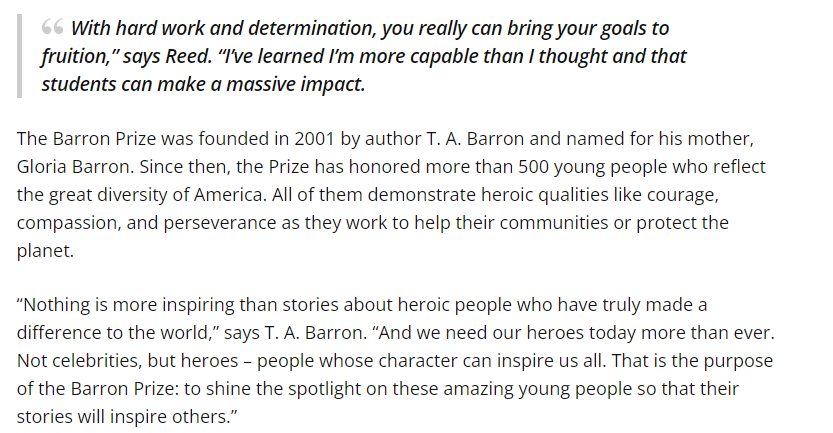 “ With hard work and determination, you really can bring your goals to
fruition,” says Reed. “I’ve learned I’m more capable than I thought and that
students can make a massive impact.
The Barron Prize was founded in 2001 by author T. A. Barron and named for his mother,
Gloria Barron. Since then, the Prize has honored more than 500 young people who reflect
the great diversity of America. All of them demonstrate heroic qualities like courage,
compassion, and perseverance as they work to help their communities or protect the
planet.
“Nothing is more inspiring than stories about heroic people who have truly made a
difference to the world,” says T. A. Barron. “And we need our heroes today more than ever.
Not celebrities, but heroes – people whose character can inspire us all. That is the purpose
of the Barron Prize: to shine the spotlight on these amazing young people so that their
stories will inspire others.”